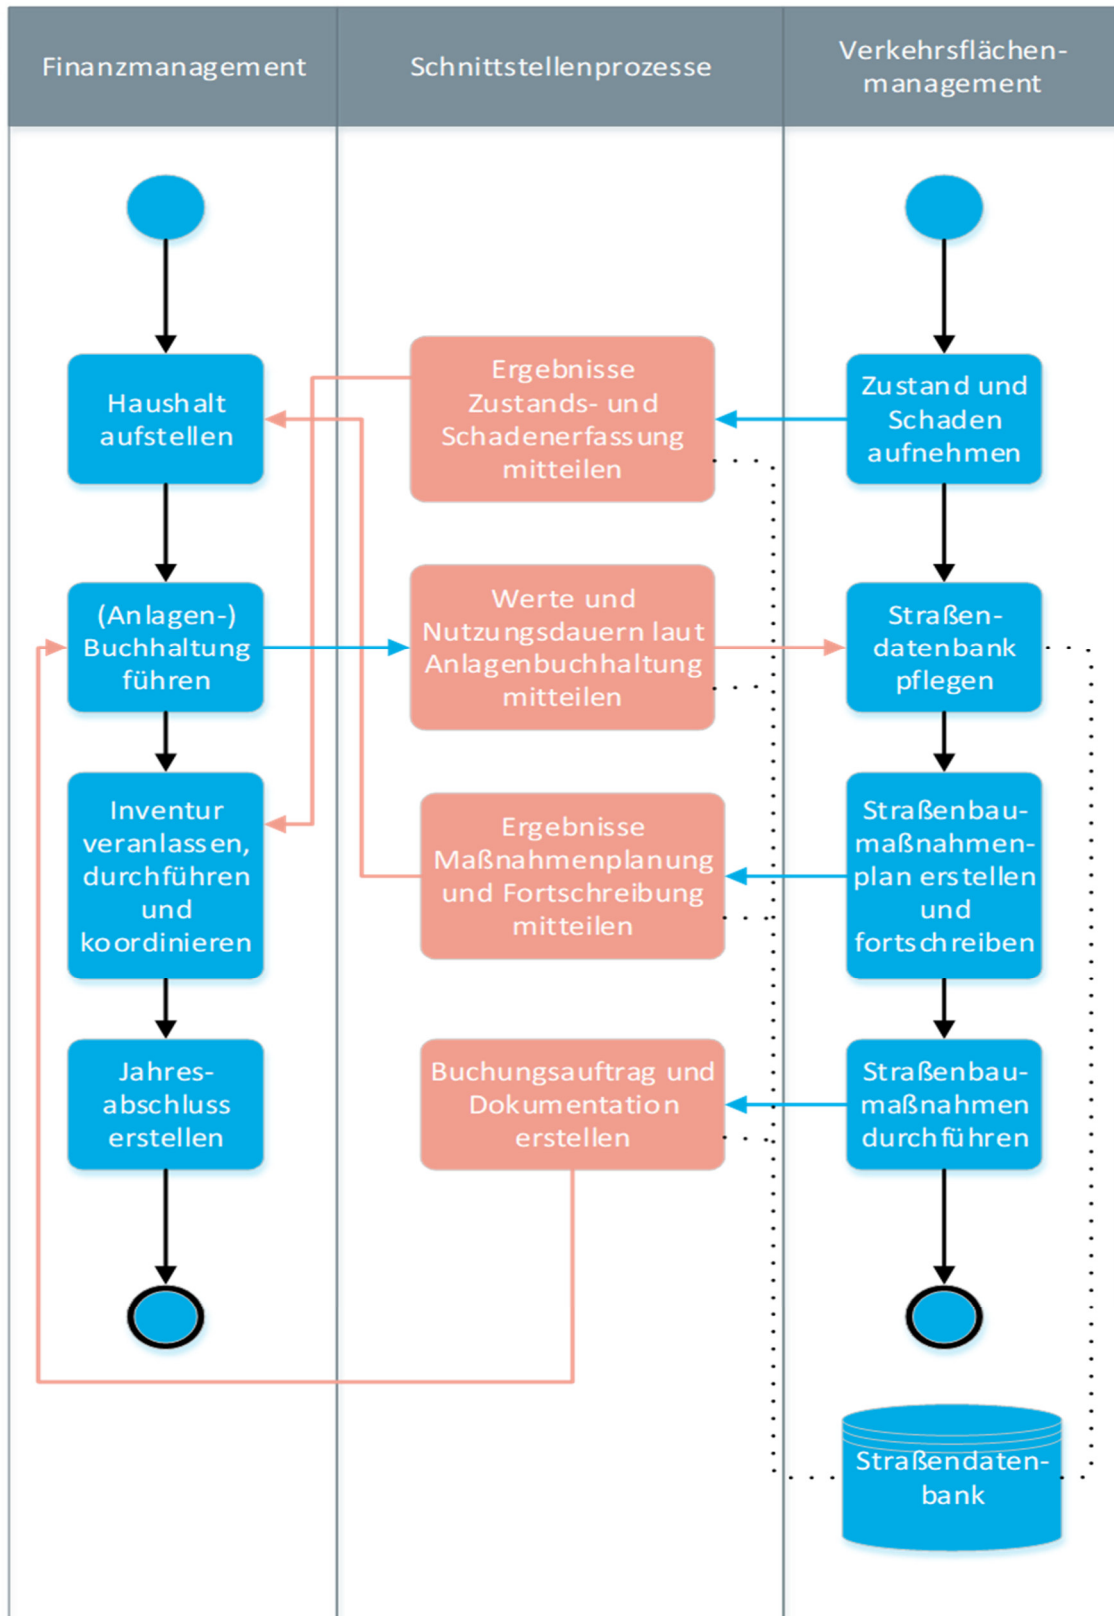 Finanzmanagement
Schnittstellenprozesse
Verkehrsflächen-
management
Haushalt
aufstellen
Ergebnisse
Zustands- und
Schadenerfassung
mitteilen
Zustand und
Schaden
aufnehmen
(Anlagen-)
Buchhaltung
führen
Werte und
Nutzungsdauern laut
Anlagenbuchhaltung
mitteilen
Straßen-
datenbank
pflegen
Inventur
veranlassen,
durchführen
und
koordinieren
Ergebnisse
Maßnahmenplanung
und Fortschreibung
mitteilen
Straßenbau-
maßnahmen-
plan erstellen
und
fortschreiben
Jahres-
abschluss
erstellen
Buchungsauftrag und
Dokumentation
erstellen
Straßenbau-
maßnahmen
durchführen
Straßendaten-
bank